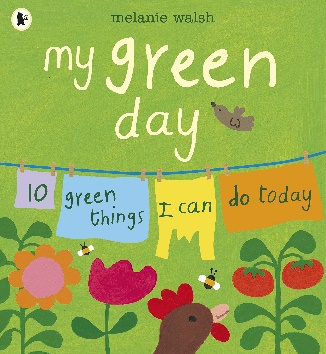 melanie walsh
my green
day
10 green things I can do today